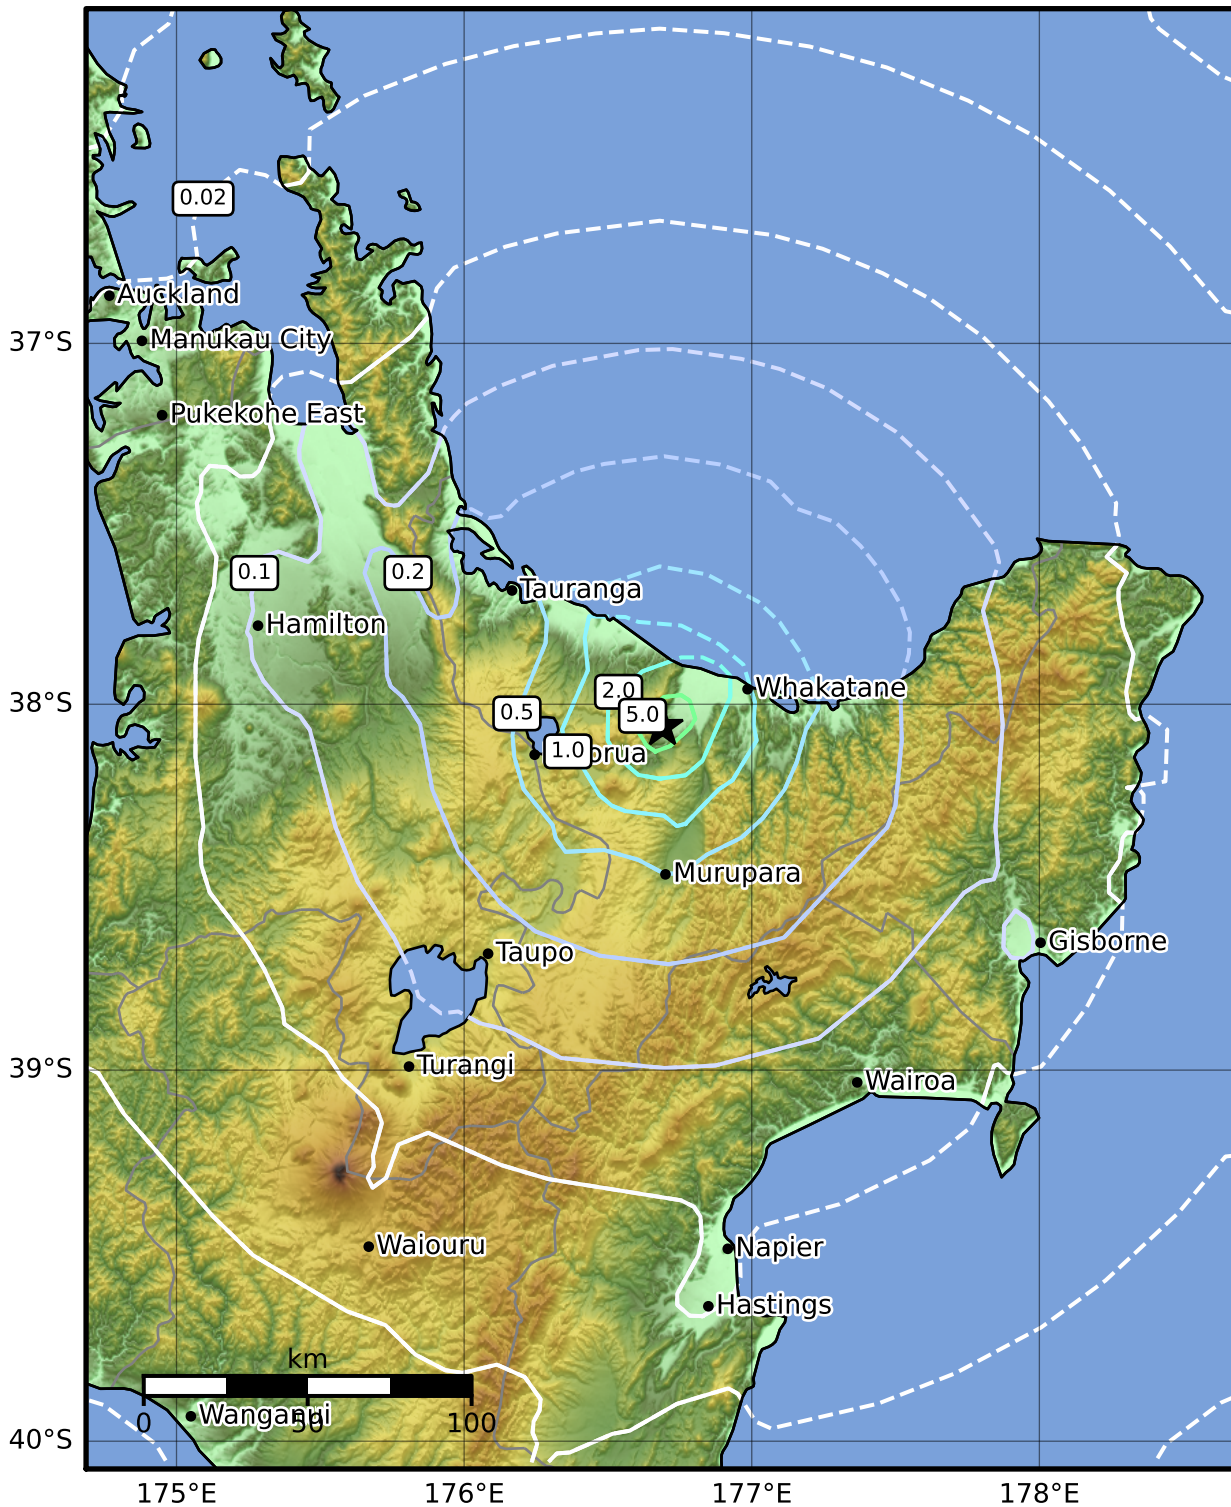 0.02
Auckland
Manukau City
37°S
Pukekohe East
0.1
0.2
Tauranga
Hamilton
2.0
Whakatane
0.5
5.0
38°S
1.0
orua
Murupara
Gisborne
Taupo
Turangi
39°S
Wairoa
Waiouru
Napier
Hastings
km
0 50 100
Wanganui
40°S
175°E 176°E 177°E 178°E